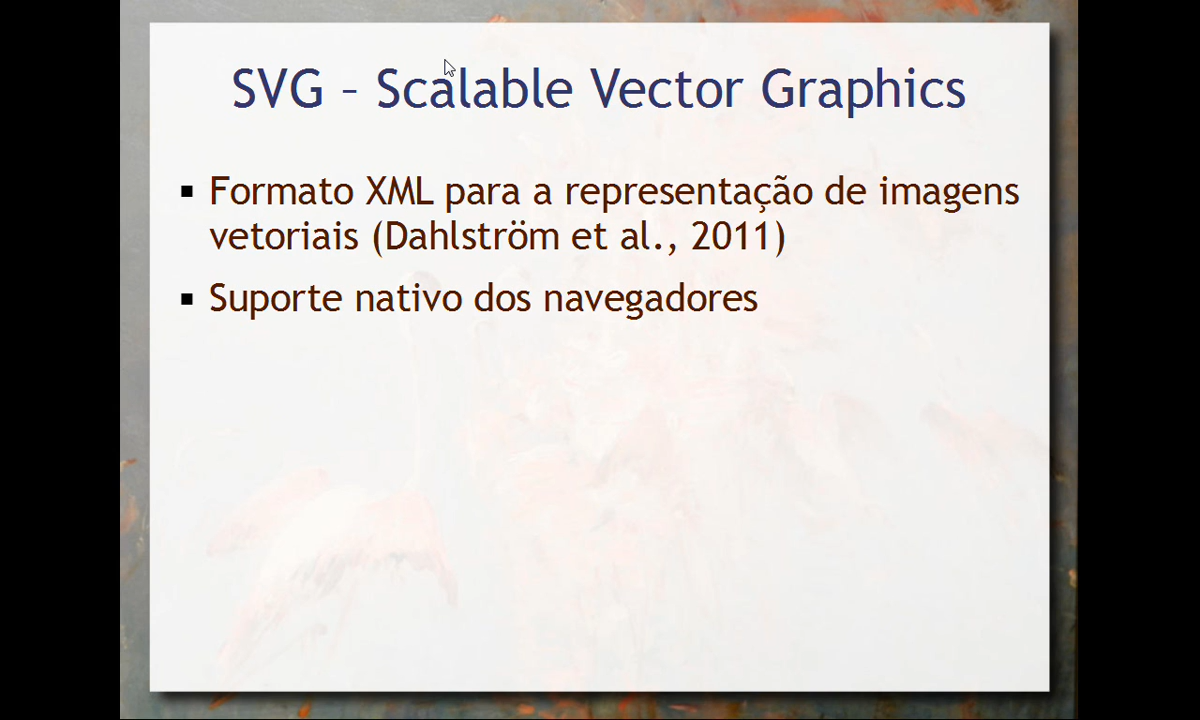 SVG – Scalable Vector Graphics
▪ Formato XML para a representação de imagens
vetoriais (Dahlström et al., 2011)
▪ Suporte nativo dos navegadores